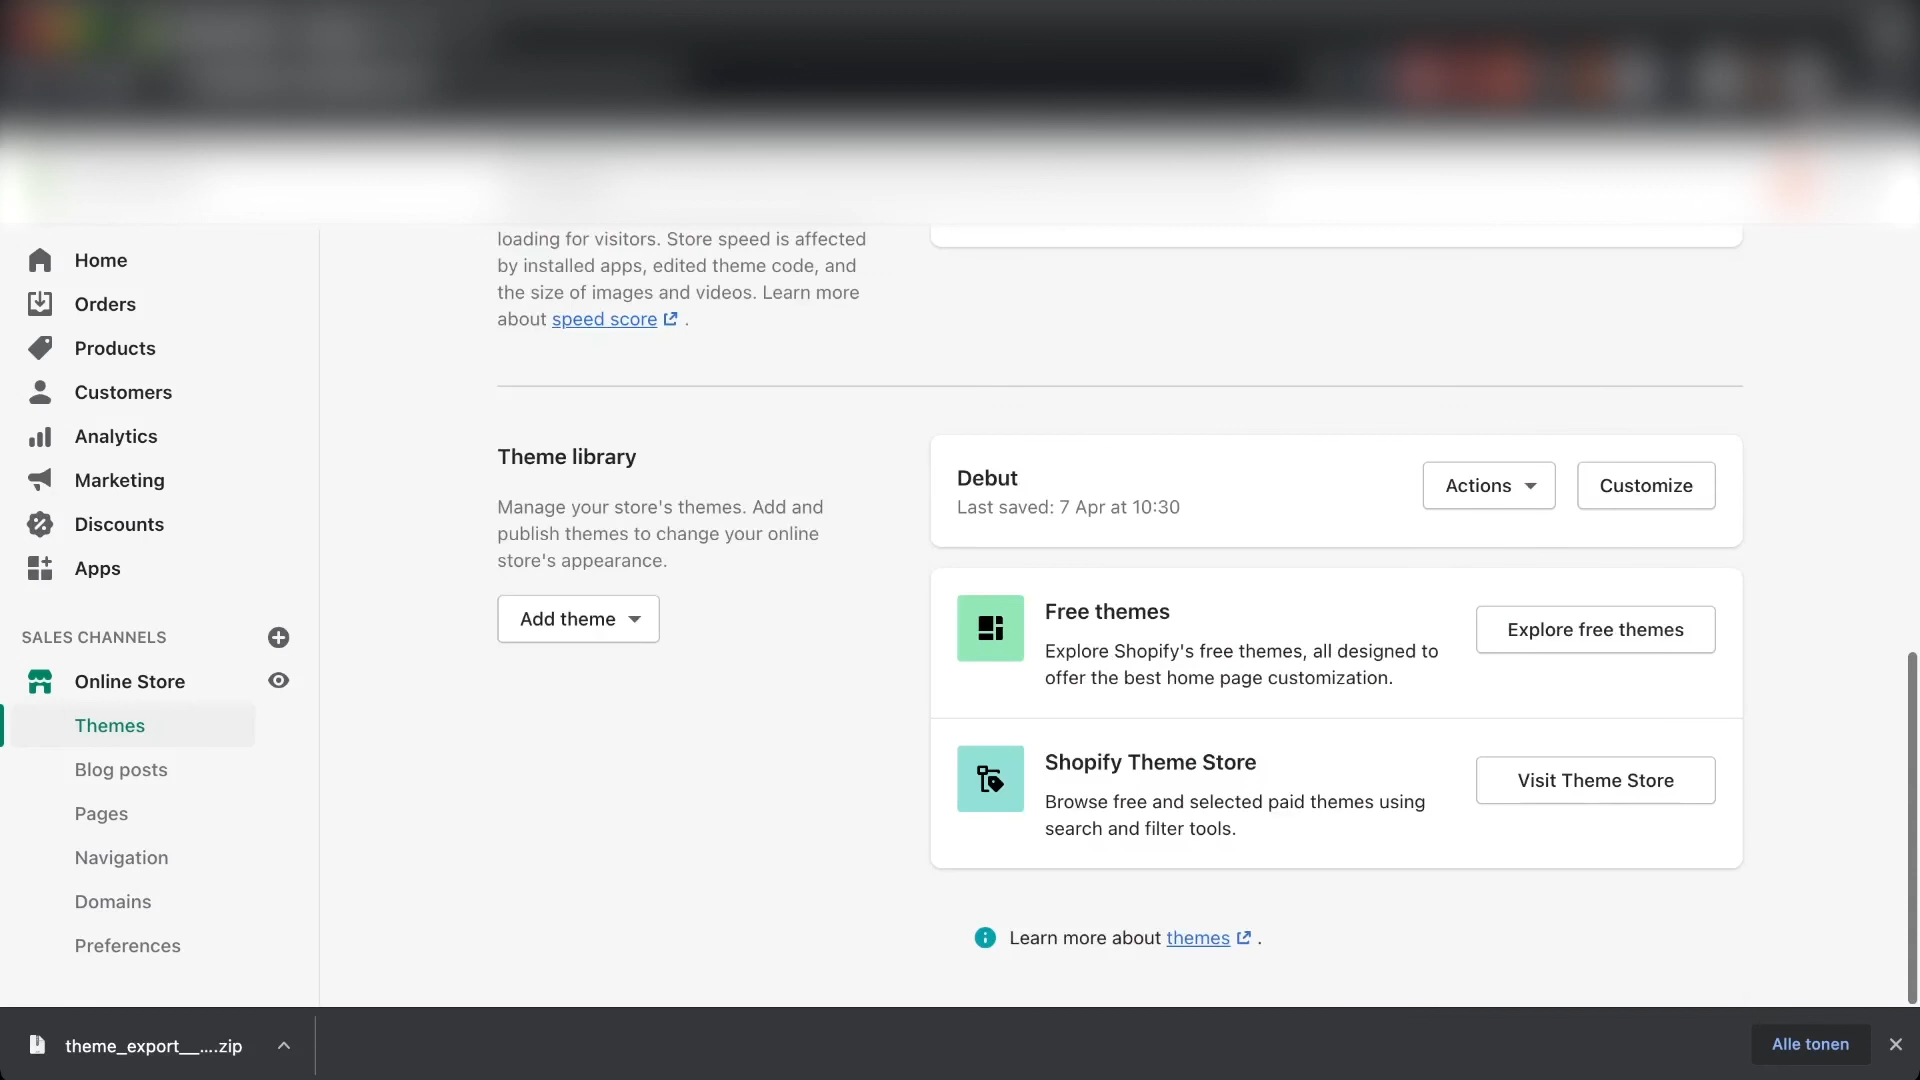 Home
Orders
Products
Customers
Analytics
Marketing
Discounts
Apps
SALES CHANNELS
Online Store
Themes
Blog posts
Pages
Navigation
Domains
Preferences
loading for visitors. Store speed is affected
by installed apps, edited theme code, and
the size of images and videos. Learn more
about speed score .
Theme library
Manage your store's themes. Add and
publish themes to change your online
store's appearance.
Add theme
Debut
Last saved: 7 Apr at 10:30
Actions
Customize
Free themes
Explore Shopify's free themes, all designed to
offer the best home page customization.
Explore free themes
Shopify Theme Store
Browse free and selected paid themes using
search and filter tools.
Visit Theme Store
Learn more about themes .
theme_export__....zip
Alle tonen